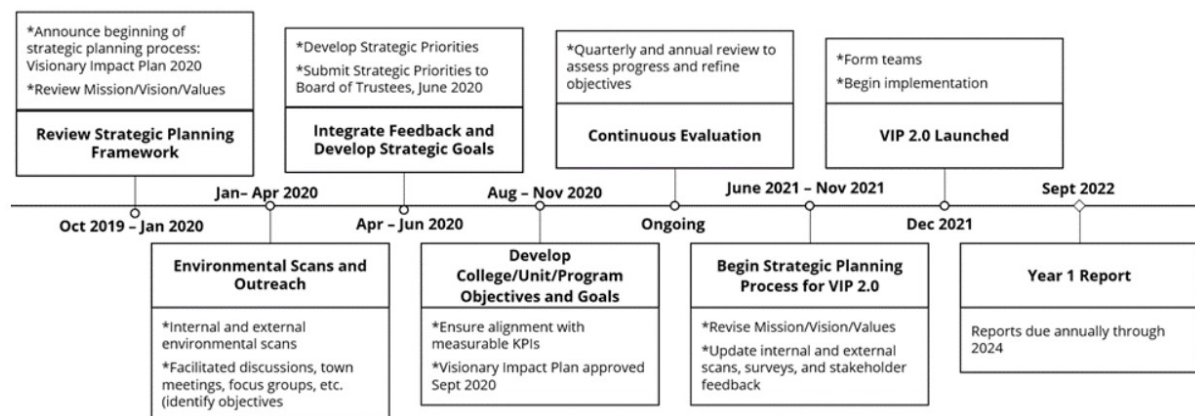 *Announce beginning of
strategic planning process:
Visionary Impact Plan 2020
*Review Mission/Vision/Values
Review Strategic Planning
Framework
Oct 2019 – Jan 2020
Jan– Apr 2020
Environmental Scans and
Outreach
*Internal and external
environmental scans
*Facilitated discussions, town
meetings, focus groups, etc.
(identify objectives
*Develop Strategic Priorities
*Submit Strategic Priorities to
Board of Trustees, June 2020
Integrate Feedback and
Develop Strategic Goals
Apr – Jun 2020
Aug – Nov 2020
Develop
College/Unit/Program
Objectives and Goals
*Ensure alignment with
measurable KPIs
*Visionary Impact Plan approved
Sept 2020
*Quarterly and annual review to
assess progress and refine
objectives
Continuous Evaluation
Ongoing
June 2021 – Nov 2021
Begin Strategic Planning
Process for VIP 2.0
*Revise Mission/Vision/Values
*Update internal and external
scans, surveys, and stakeholder
feedback
*Form teams
*Begin implementation
VIP 2.0 Launched
Dec 2021
Sept 2022
Year 1 Report
Reports due annually through
2024